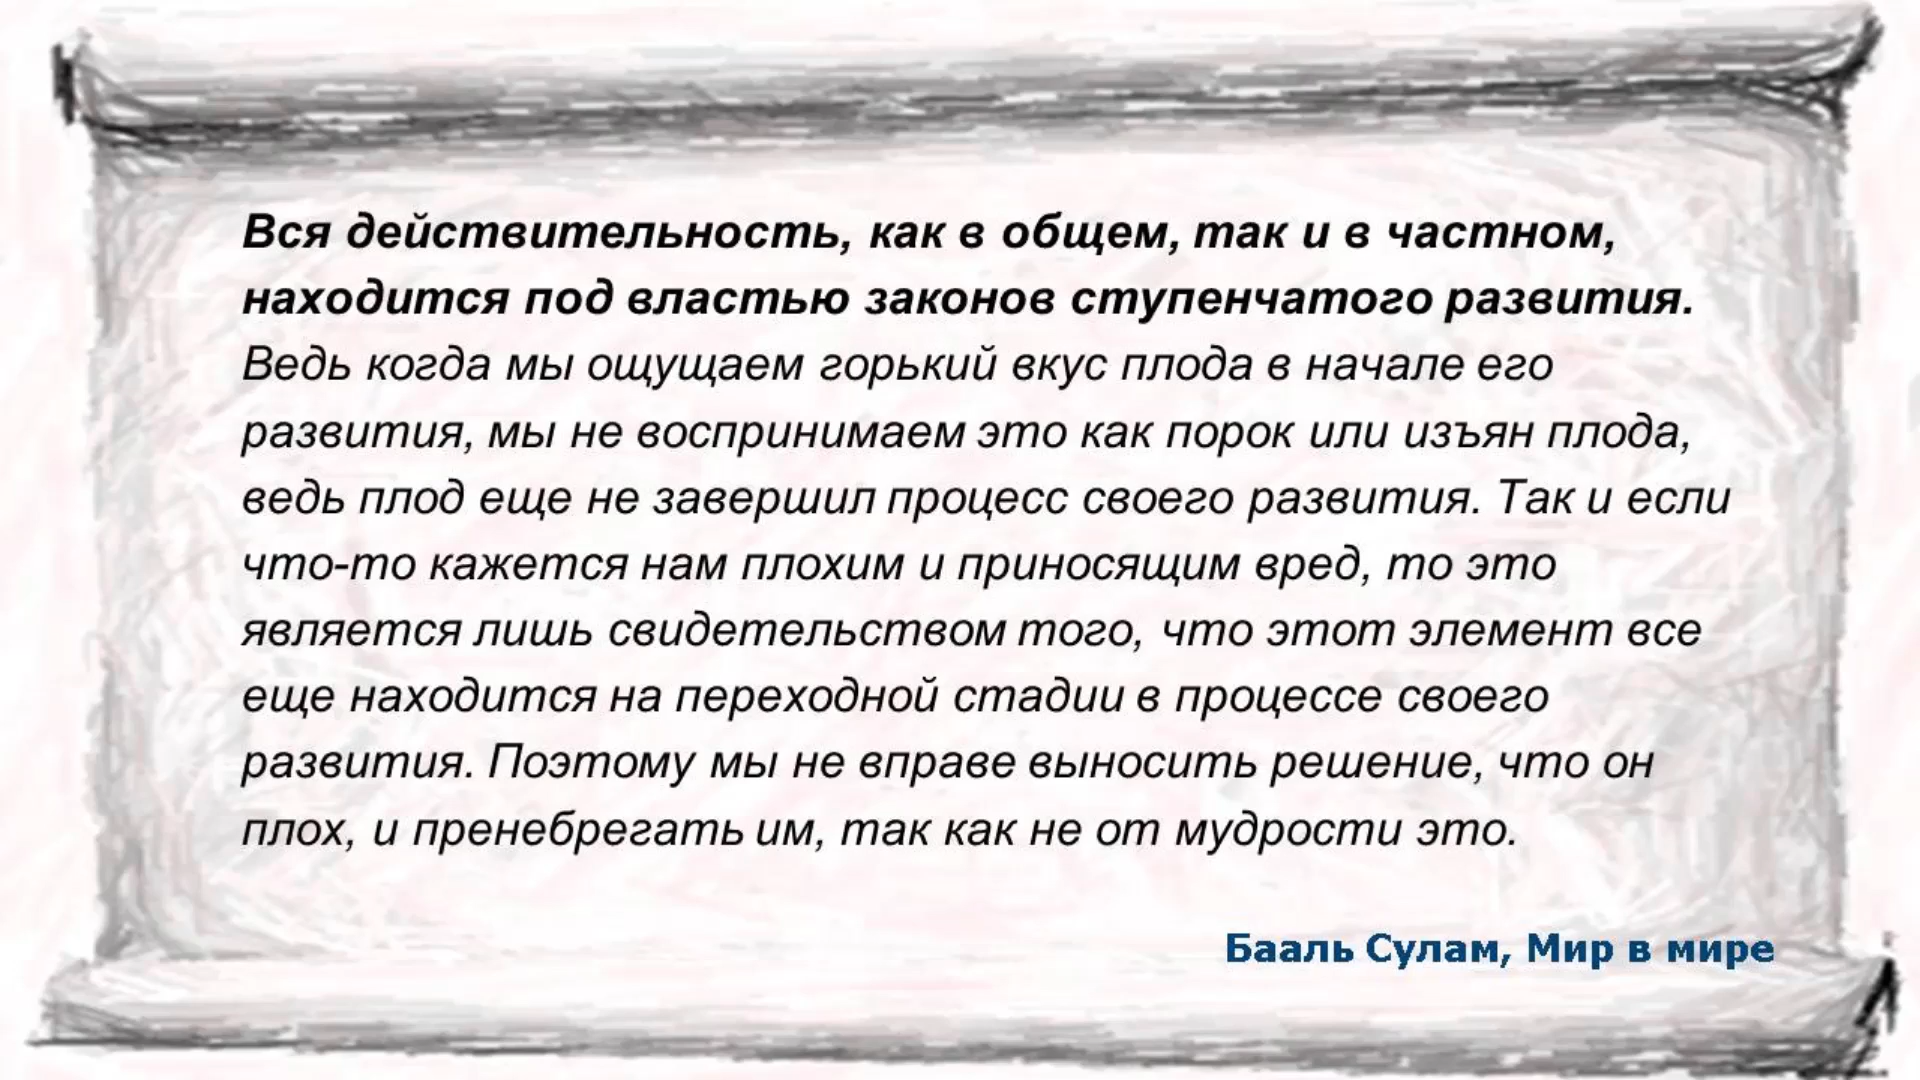 Вся действительность, как в общем, так и в частном,
находится под властью законов ступенчатого развития.
Ведь когда мы ощущаем горький вкус плода в начале его
развития, мы не воспринимаем это как порок или изъян плода,
ведь плод еще не завершил процесс своего развития. Так и если
что-то кажется нам плохим и приносящим вред, то это
является лишь свидетельством того, что этот элемент все
еще находится на переходной стадии в процессе своего
развития. Поэтому мы не вправе выносить решение, что он
плох, и пренебрегать им, так как не от мудрости это.
Бааль Сулам, Мир в мире